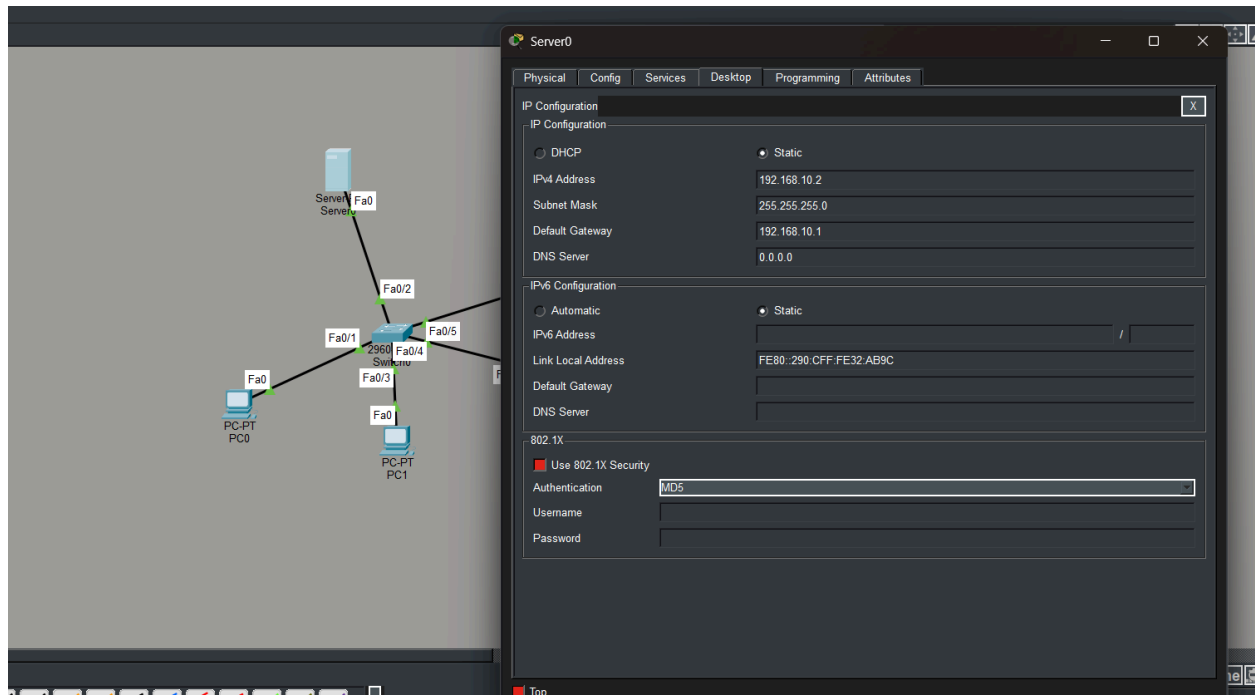 Server0
Physical Config Services Desktop Programming Attributes
IP Configuration X
IP Configuration
DHCP Static
IPv4 Address 192.168.10.2
Subnet Mask 255.255.255.0
Default Gateway 192.168.10.1
DNS Server 0.0.0.0
IPv6 Configuration
Automatic Static
IPv6 Address /
Link Local Address FE80::290:CFF:FE32:AB9C
Default Gateway
DNS Server
802.1X
Use 802.1X Security
Authentication MD5
Username
Password
Top
Fa0
Server0
Fa0/2
Fa0/1
Fa0/5
2960
Fa0/4
Switch0
Fa0/3
Fa0
PC-PT
PC0
Fa0
PC-PT
PC1